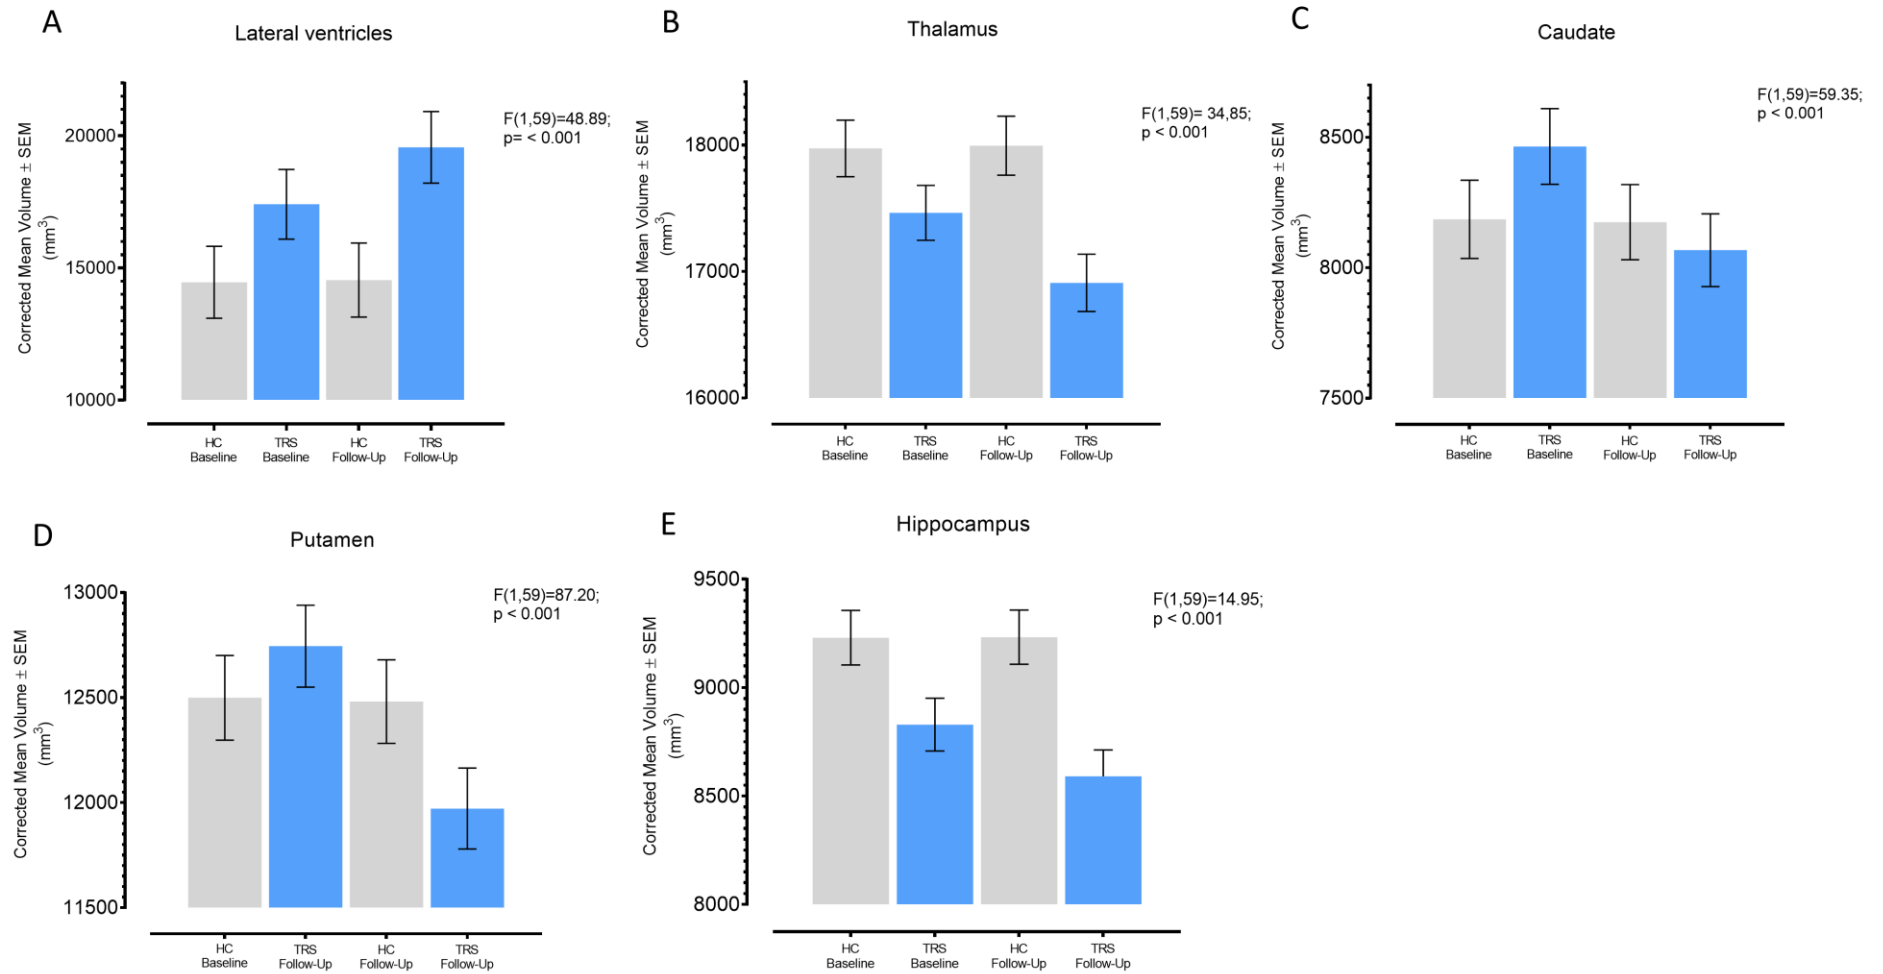 A
Lateral ventricles
Corrected Mean Volume ± SEM
(mm³)
20000
15000
10000
F(1,59)=48.89;
p= < 0.001
HC
Baseline
TRS
Baseline
HC
Follow-Up
TRS
Follow-Up
B
Thalamus
Corrected Mean Volume ± SEM
(mm³)
18000
17000
16000
F(1,59)= 34,85;
p < 0.001
HC
Baseline
TRS
Baseline
HC
Follow-Up
TRS
Follow-Up
C
Caudate
Corrected Mean Volume ± SEM
(mm³)
8500
8000
7500
F(1,59)=59.35;
p < 0.001
HC
Baseline
TRS
Baseline
HC
Follow-Up
TRS
Follow-Up
D
Putamen
Corrected Mean Volume ± SEM
(mm³)
13000
12500
12000
11500
F(1,59)=87.20;
p < 0.001
HC
Baseline
TRS
Follow-Up
HC
Follow-Up
TRS
Follow-Up
E
Hippocampus
Corrected Mean Volume ± SEM
(mm³)
9500
9000
8500
8000
F(1,59)=14.95;
p < 0.001
HC
Baseline
TRS
Baseline
HC
Follow-Up
TRS
Follow-Up